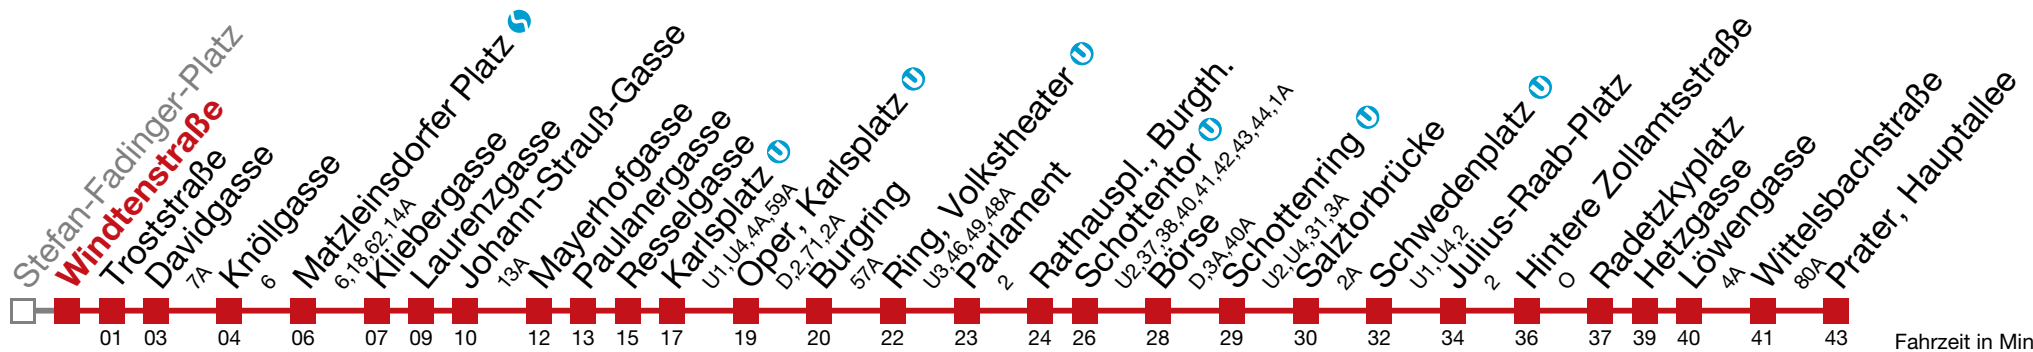 Stefan-Fadinger-Platz
Windtenstraße
Troststraße
Davidgasse
7A
Knöllgasse
6
Matzleinsdorfer Platz
6,18,62,14A
Kliebergasse
Laurenzgasse
Johann-Strauß-Gasse
13A
Mayerhofgasse
Paulanergasse
Resselgasse
Karlsplatz U
U1,U4,4A,59A
Oper, Karlsplatz U
D,2,71,2A
Burgring
57A
Ring, Volkstheater U
U3,46,49,48A
Parlament
2
Rathauspl., Burgth.
Schottentor U
U2,37,38,40,41,42,43,44,1A
Börse
D,3A,40A
Schottenring U
U2,U4,31,3A
Salztorbrücke
2A
Schwedenplatz U
U1,U4,2
Julius-Raab-Platz
2
Hintere Zollamtsstraße
O
Radetzkyplatz
Hetzgasse
Löwengasse
4A
Wittelsbachstraße
80A
Prater, Hauptallee
01 03 04 06 07 09 10 12 13 15 17 19 20 22 23 24 26 28 29 30 32 34 36 37 39 40 41 43 Fahrzeit in Min